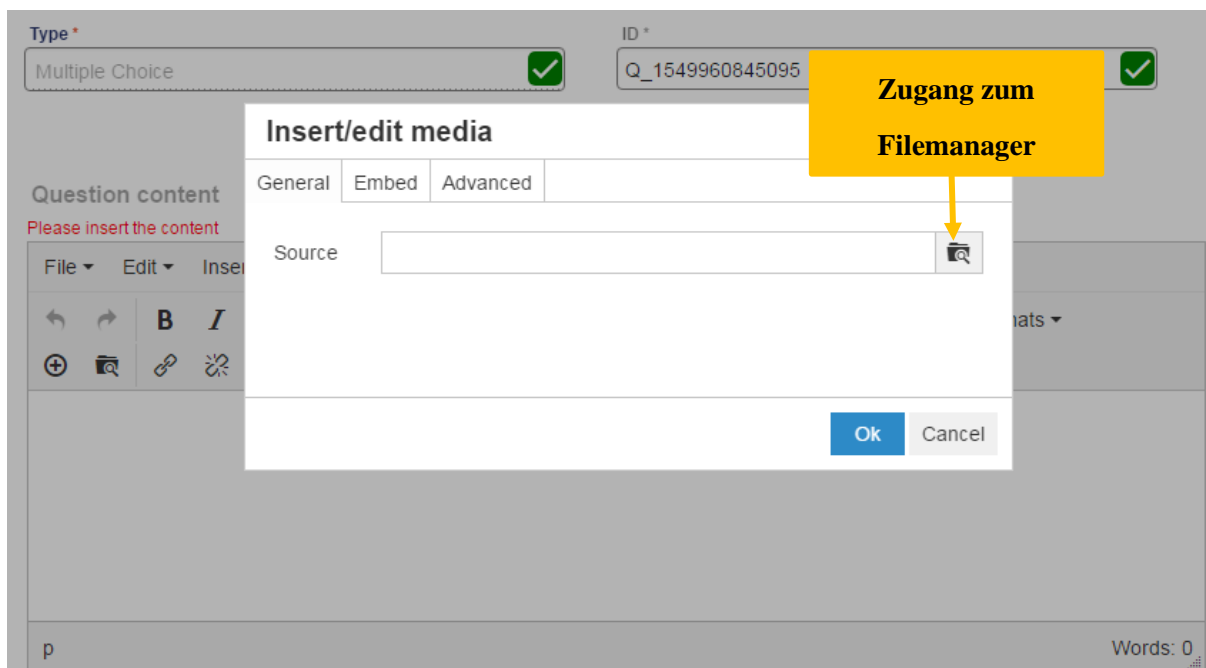 Type *
ID *
Multiple Choice
Q_1549960845095
Zugang zum
Filemanager
Insert/edit media
General Embed Advanced
Question content
Please insert the content
Source
File Edit Inser
B I
nats
Ok Cancel
p
Words: 0